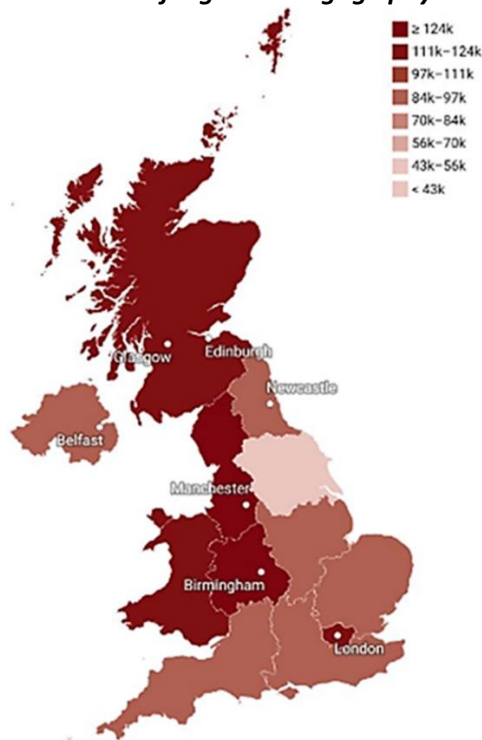 ≥ 124k
111k–124k
97k–111k
84k–97k
70k–84k
56k–70k
43k–56k
< 43k
Glasgow
Edinburgh
Newcastle
Belfast
Manchester
Birmingham
London